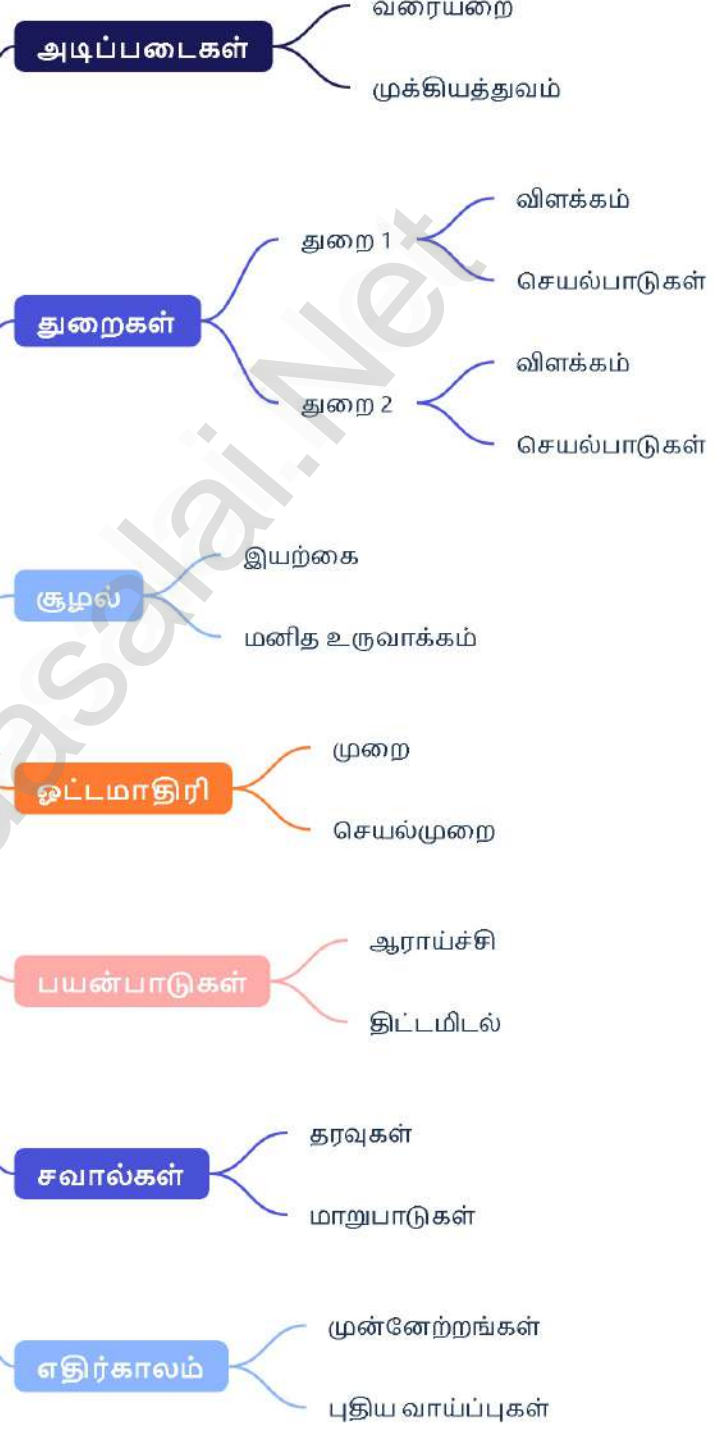 வரையறை
அடிப்படைகள்
முக்கியத்துவம்
விளக்கம்
துறை 1
செயல்பாடுகள்
துறைகள்
விளக்கம்
துறை 2
செயல்பாடுகள்
இயற்கை
சூழல்
மனித உருவாக்கம்
முறை
ஓட்டமாதிரி
செயல்முறை
ஆராய்ச்சி
பயன்பாடுகள்
திட்டமிடல்
தரவுகள்
சவால்கள்
மாறுபாடுகள்
முன்னேற்றங்கள்
எதிர்காலம்
புதிய வாய்ப்புகள்
asalai.Net